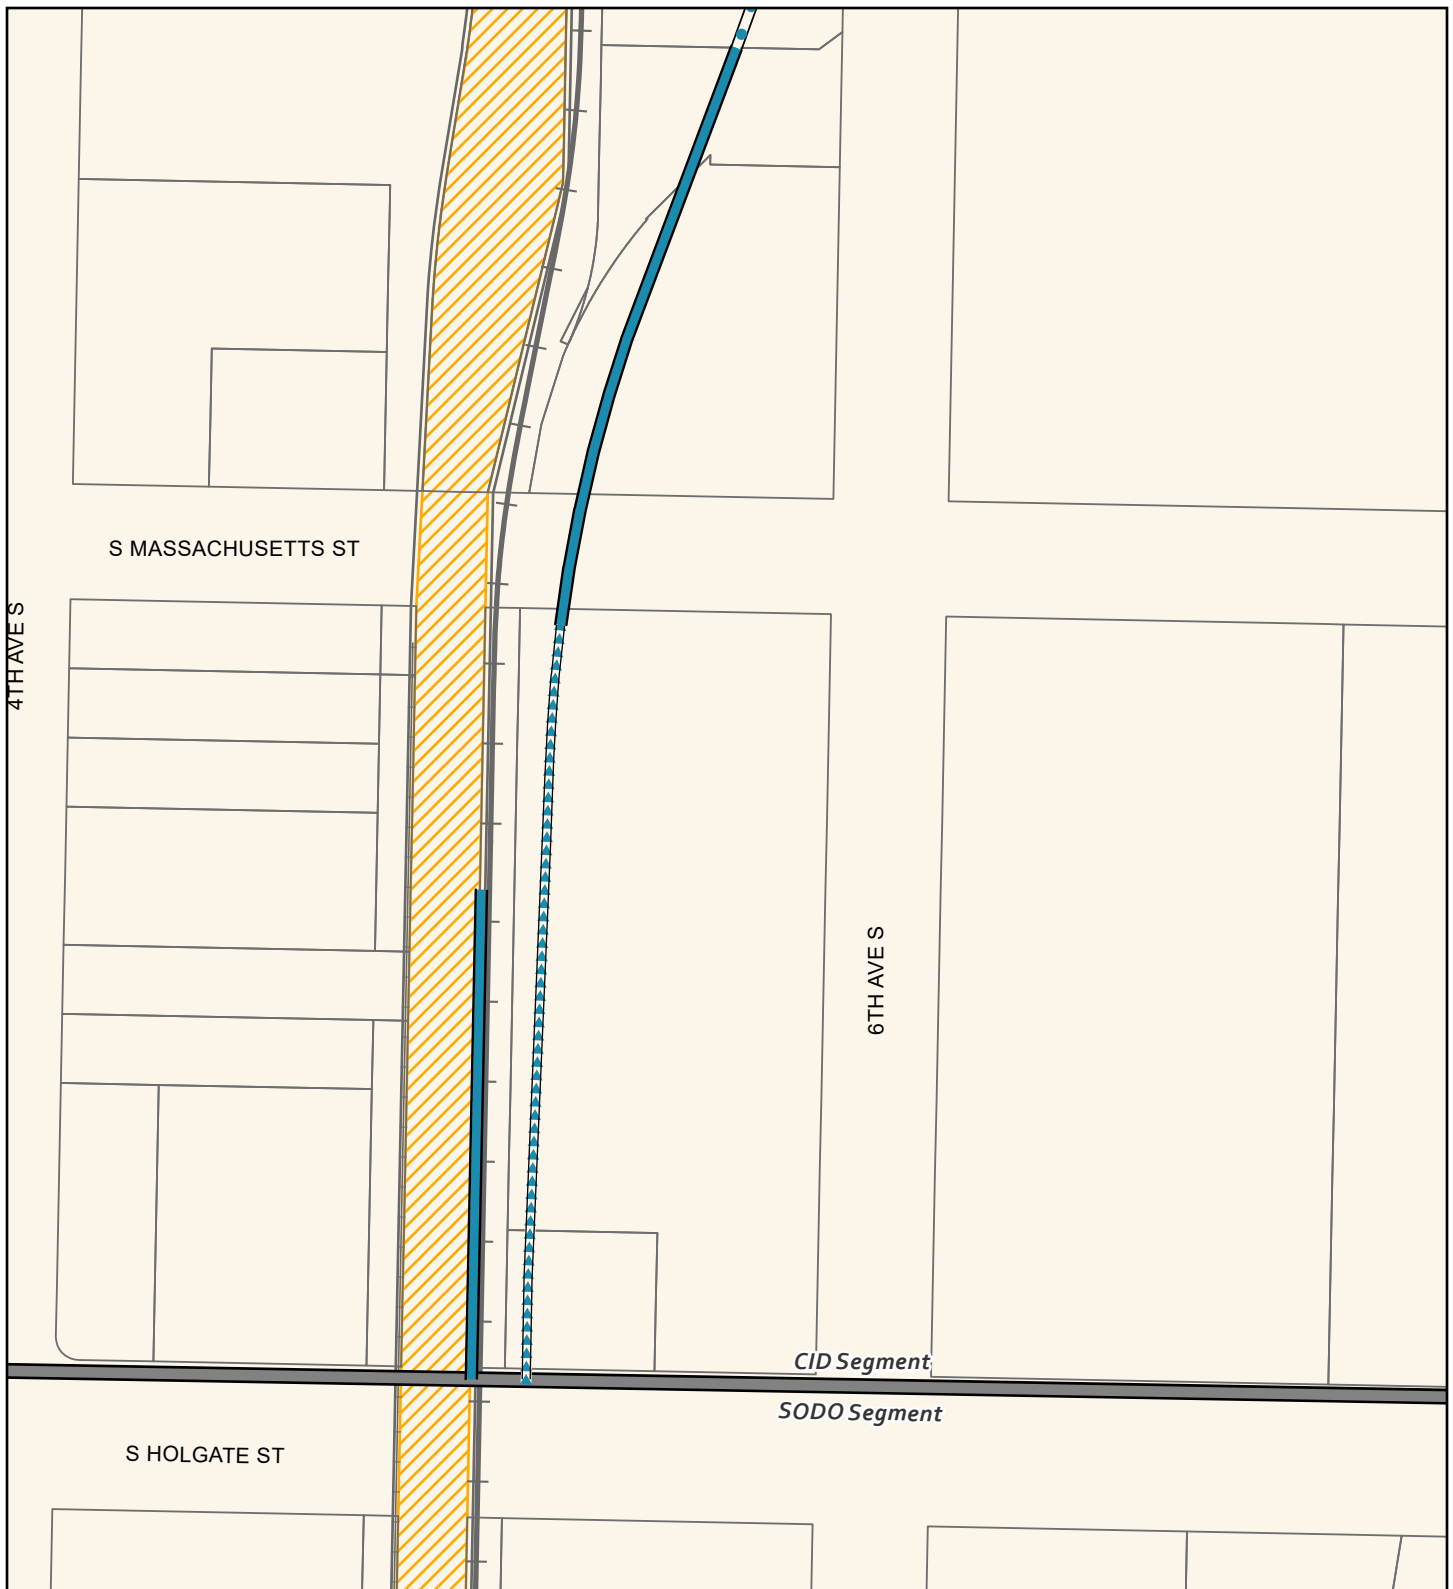 S MASSACHUSETTS ST
4TH AVE S
6TH AVE S
CID Segment
SODO Segment
S HOLGATE ST